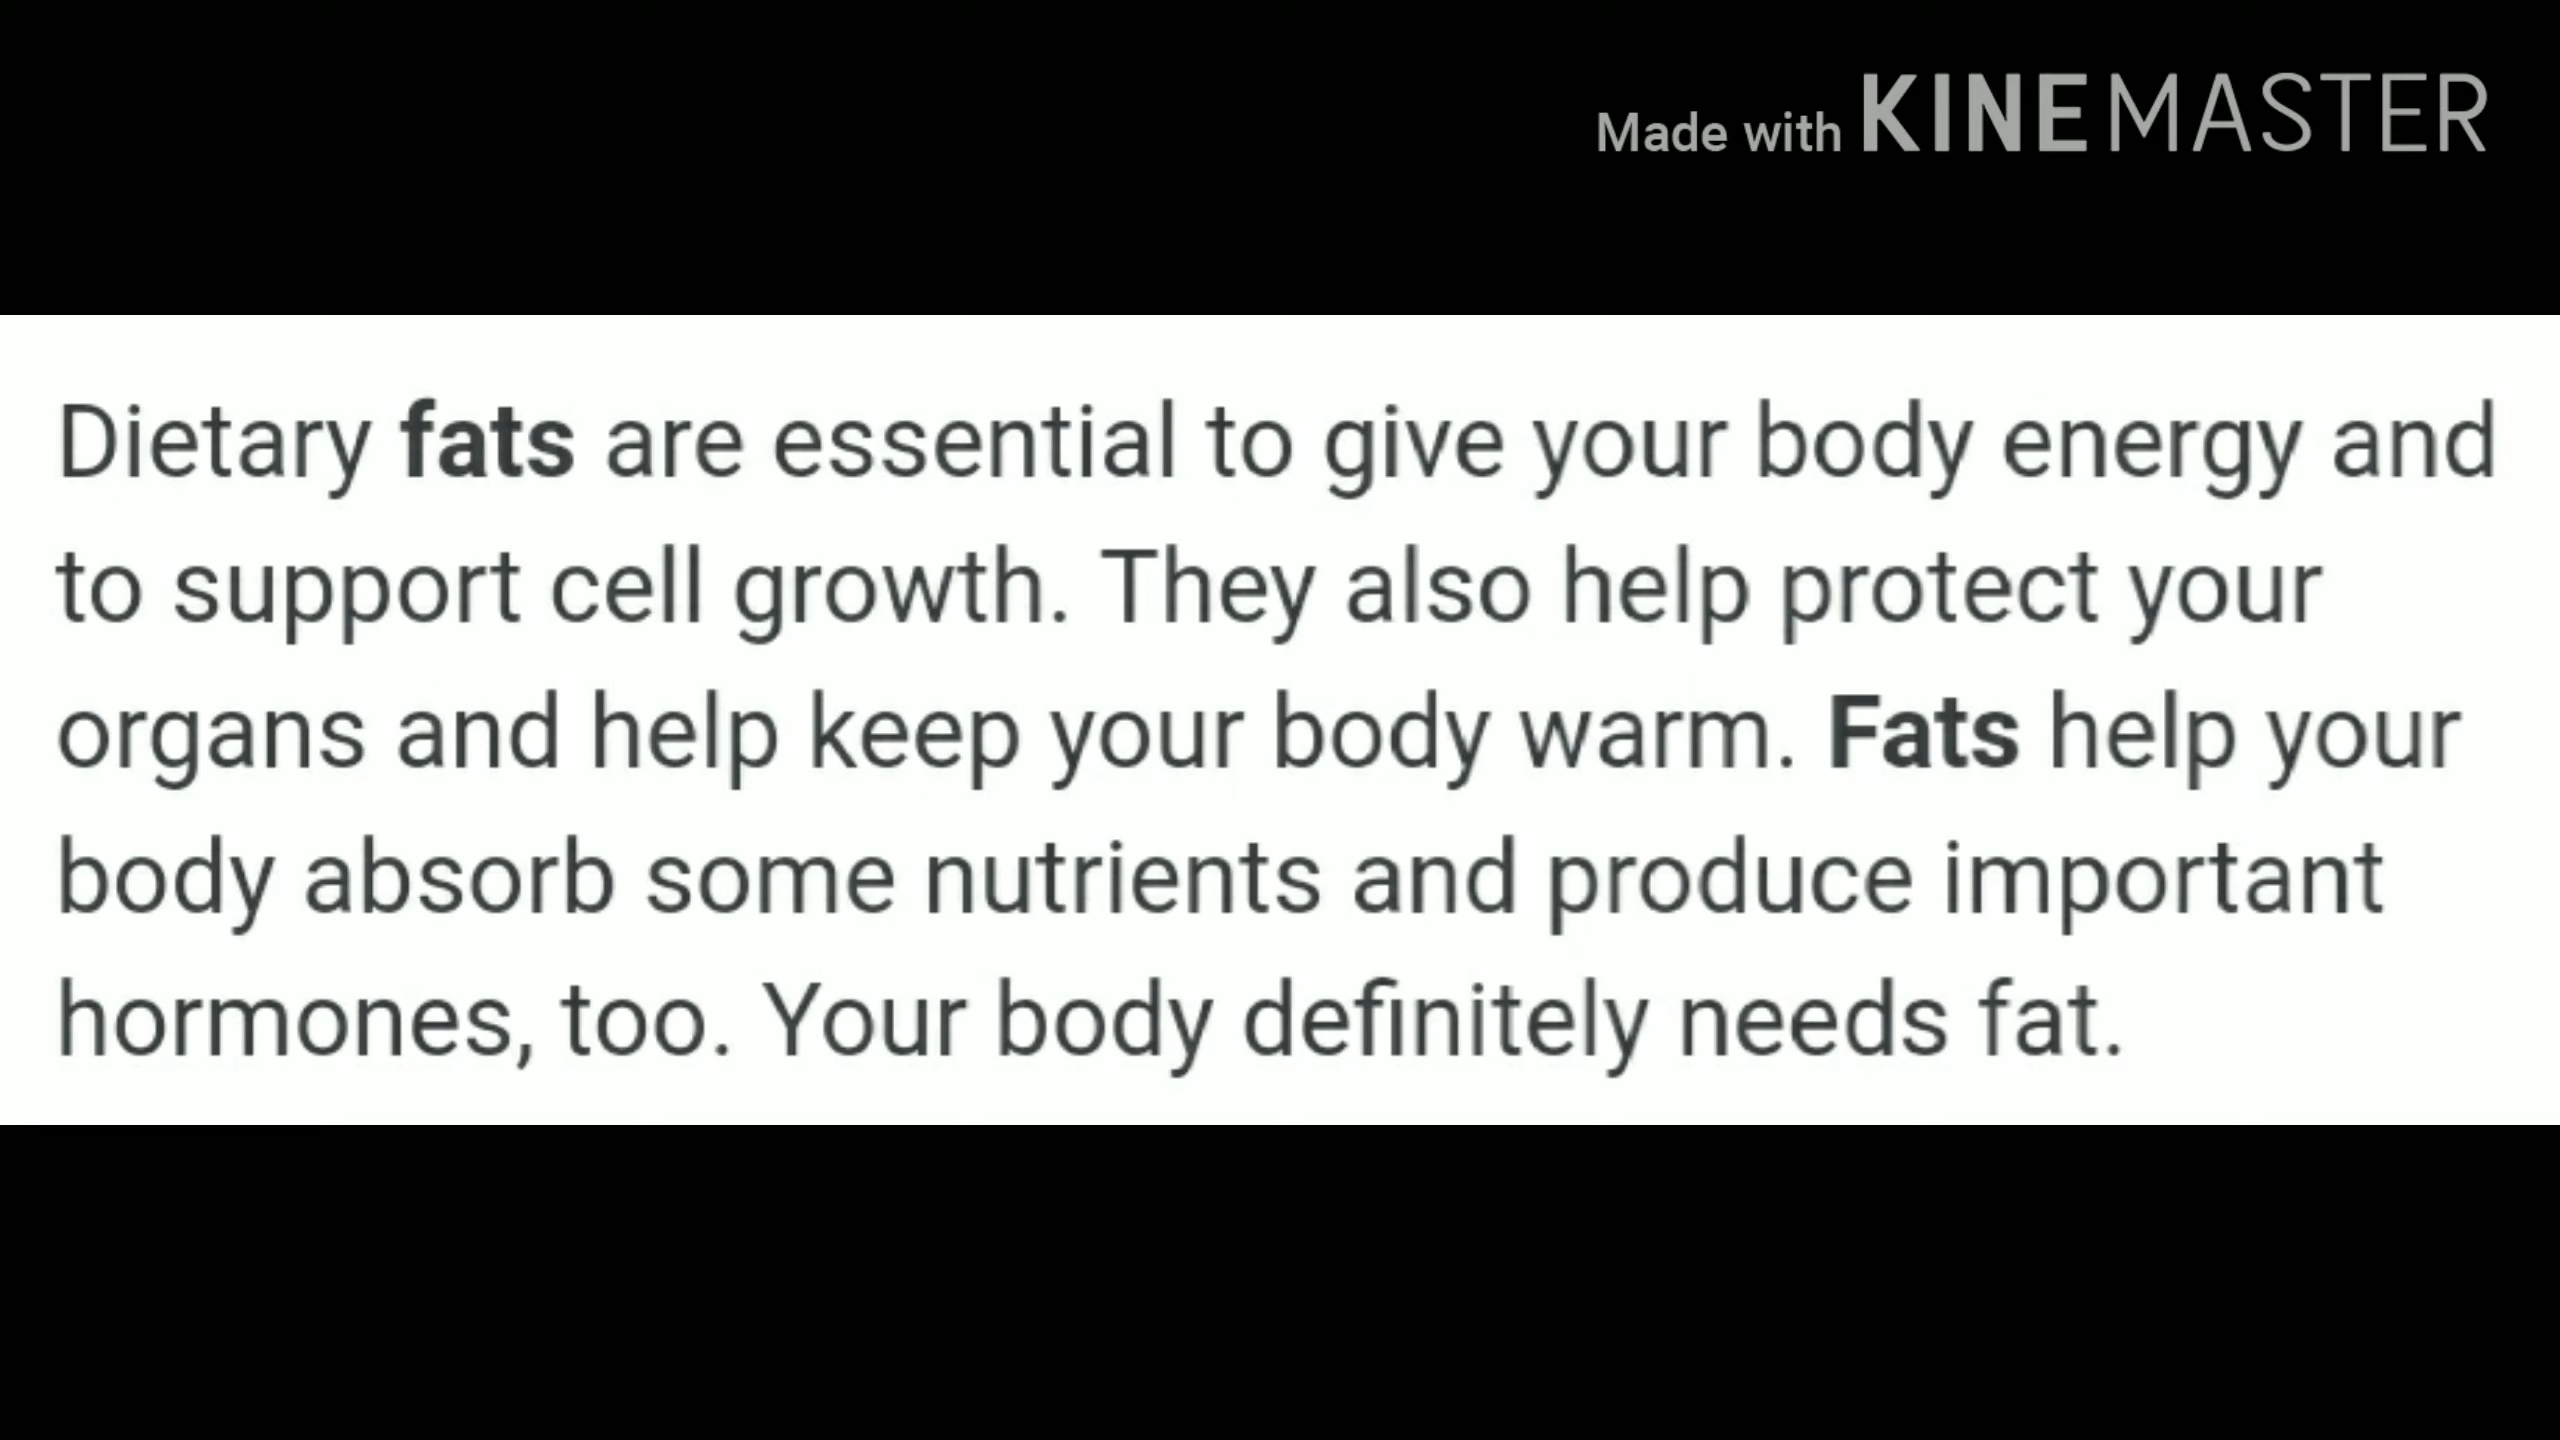 Made with KINEMASTER
Dietary fats are essential to give your body energy and
to support cell growth. They also help protect your
organs and help keep your body warm. Fats help your
body absorb some nutrients and produce important
hormones, too. Your body definitely needs fat.